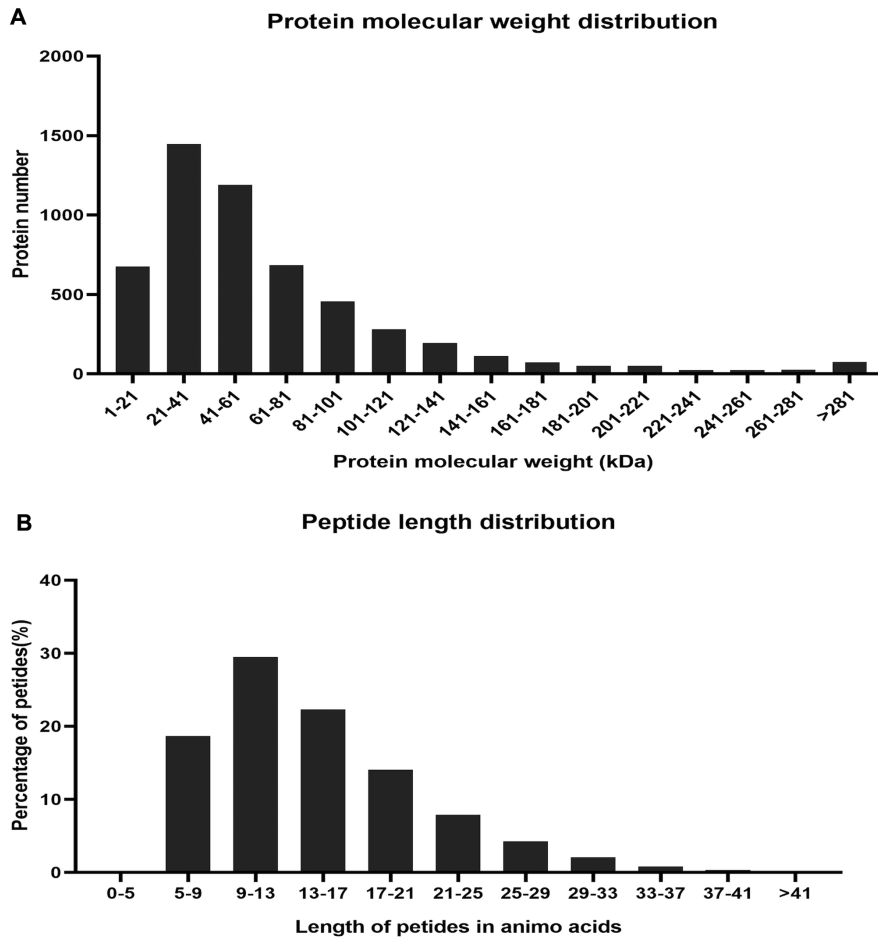 A
Protein molecular weight distribution
Protein number
2000
1500
1000
500
0
1-21 21-41 41-61 61-81 81-101 101-121 121-141 141-161 161-181 181-201 201-221 221-241 241-261 261-281 >281
Protein molecular weight (kDa)
B
Peptide length distribution
Percentage of petides(%)
40
30
20
10
0
0-5 5-9 9-13 13-17 17-21 21-25 25-29 29-33 33-37 37-41 >41
Length of petides in animo acids